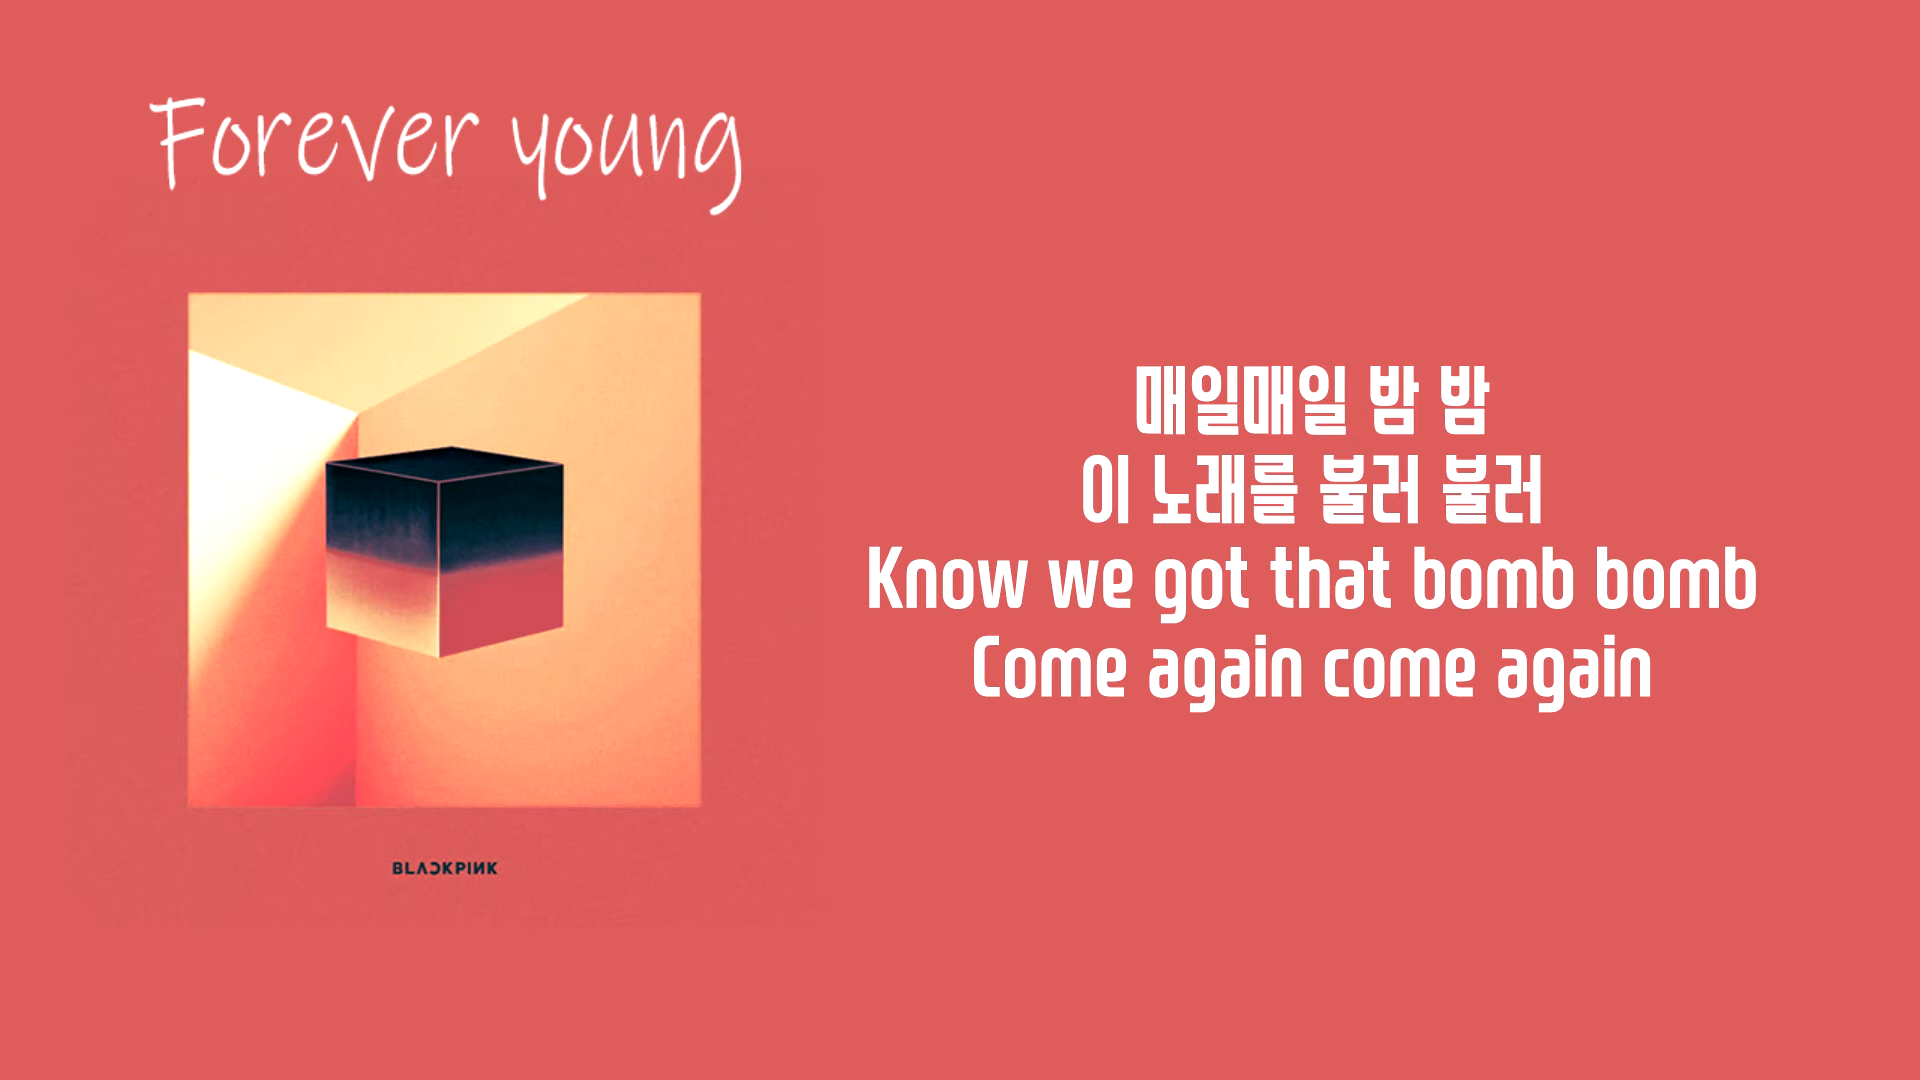 Forever young
BLACKPINK
매일매일 밤 밤
이 노래를 불러 불러
Know we got that bomb bomb
Come again come again